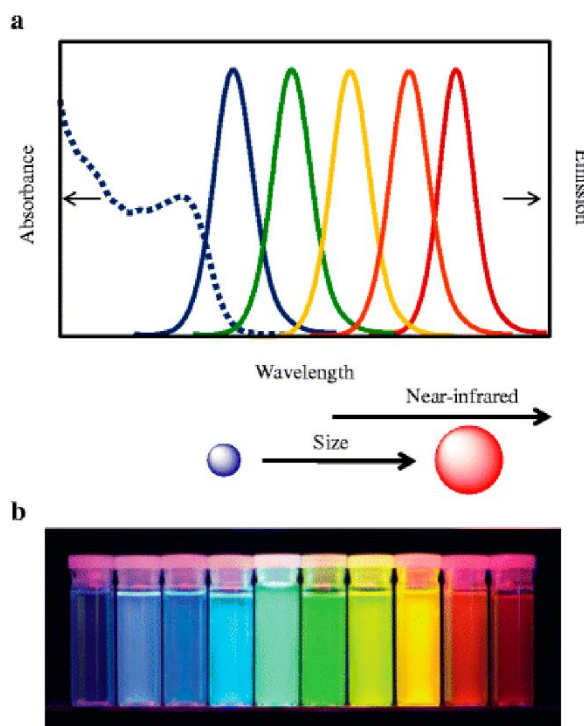 a
Absorbance
Emission
Wavelength
Near-infrared
Size
b